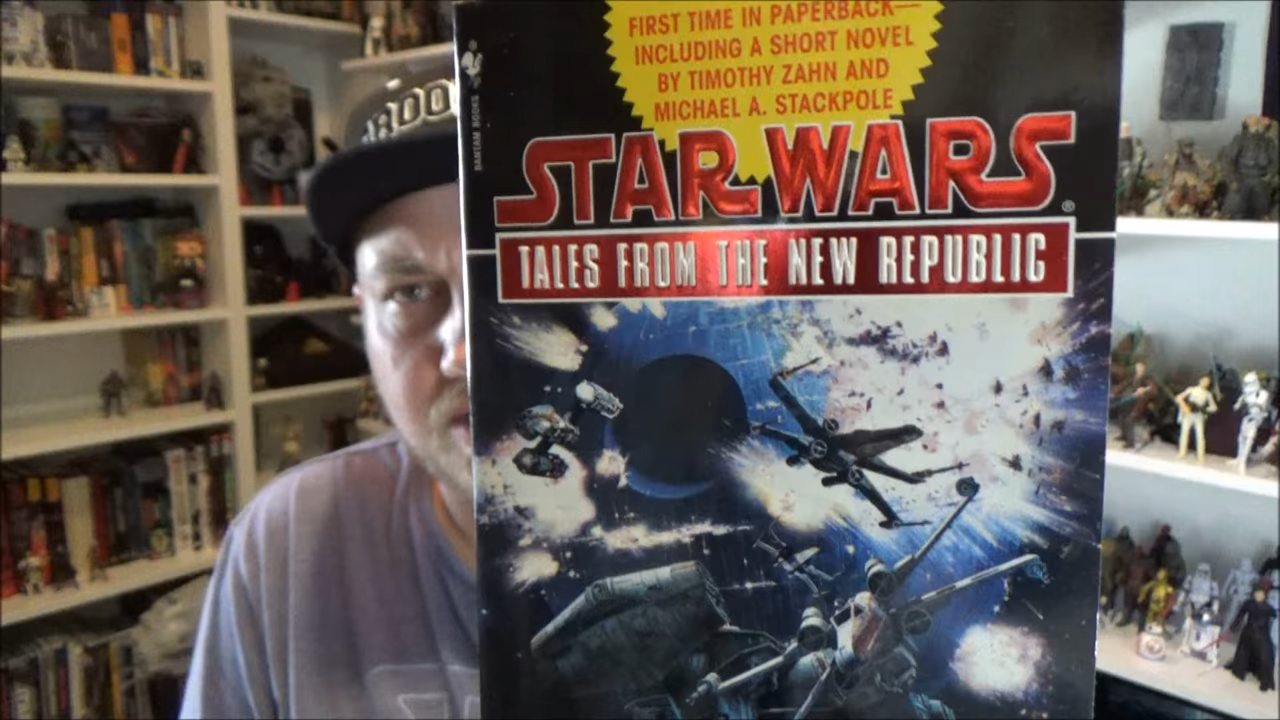 FIRST TIME IN PAPERBACK—
INCLUDING A SHORT NOVEL
BY TIMOTHY ZAHN AND
MICHAEL A. STACKPOLE
BANTAM BOOKS
STAR WARS®
TALES FROM THE NEW REPUBLIC